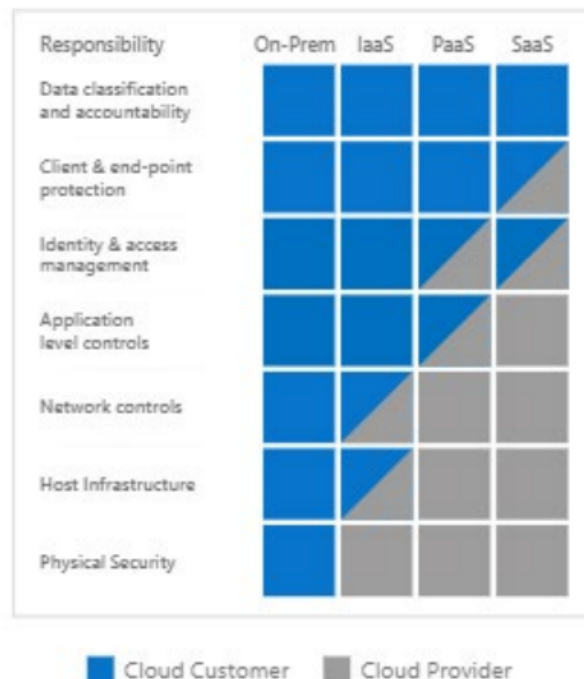 Responsibility On-Prem IaaS PaaS SaaS
Data classification
and accountability
Client & end-point
protection
Identity & access
management
Application
level controls
Network controls
Host Infrastructure
Physical Security
Cloud Customer Cloud Provider